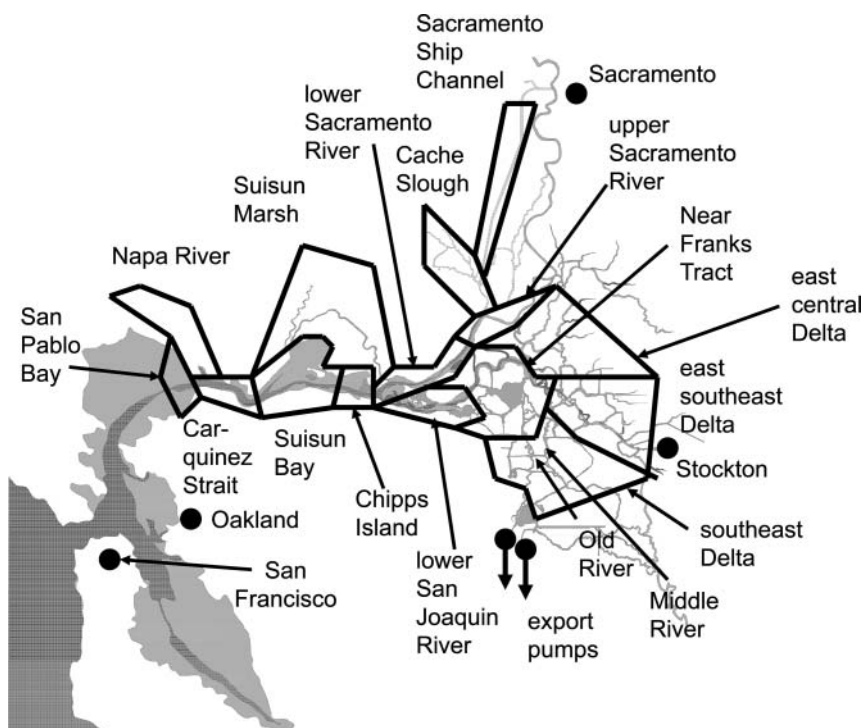 Sacramento
Ship
Channel
Sacramento
lower
Sacramento
River
upper
Sacramento
River
Cache
Slough
Suisun
Marsh
Near
Franks
Tract
Napa River
east
central
Delta
San
Pablo
Bay
east
southeast
Delta
Car-
quinez
Strait
Suisun
Bay
Stockton
Chipps
Island
Oakland
southeast
Delta
Old
River
lower
San
Joaquin
River
San
Francisco
Middle
River
export
pumps